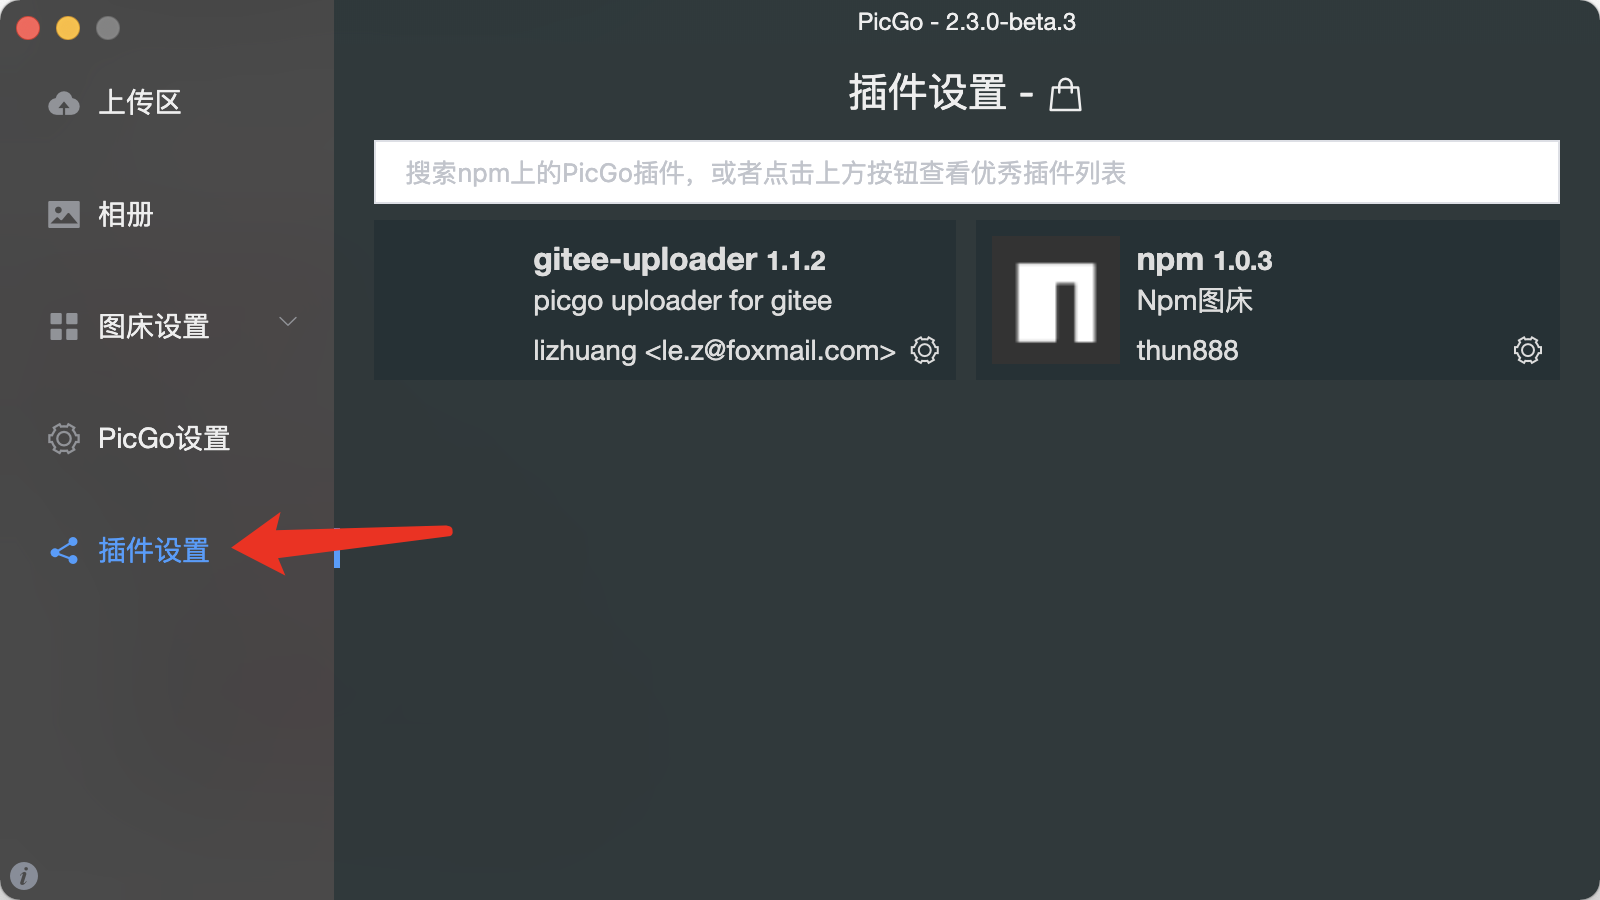 PicGo - 2.3.0-beta.3
上传区
相册
图床设置
PicGo设置
插件设置
插件设置 -
搜索npm上的PicGo插件，或者点击上方按钮查看优秀插件列表
gitee-uploader 1.1.2
picgo uploader for gitee
lizhuang <le.z@foxmail.com>
npm 1.0.3
Npm图床
thun888